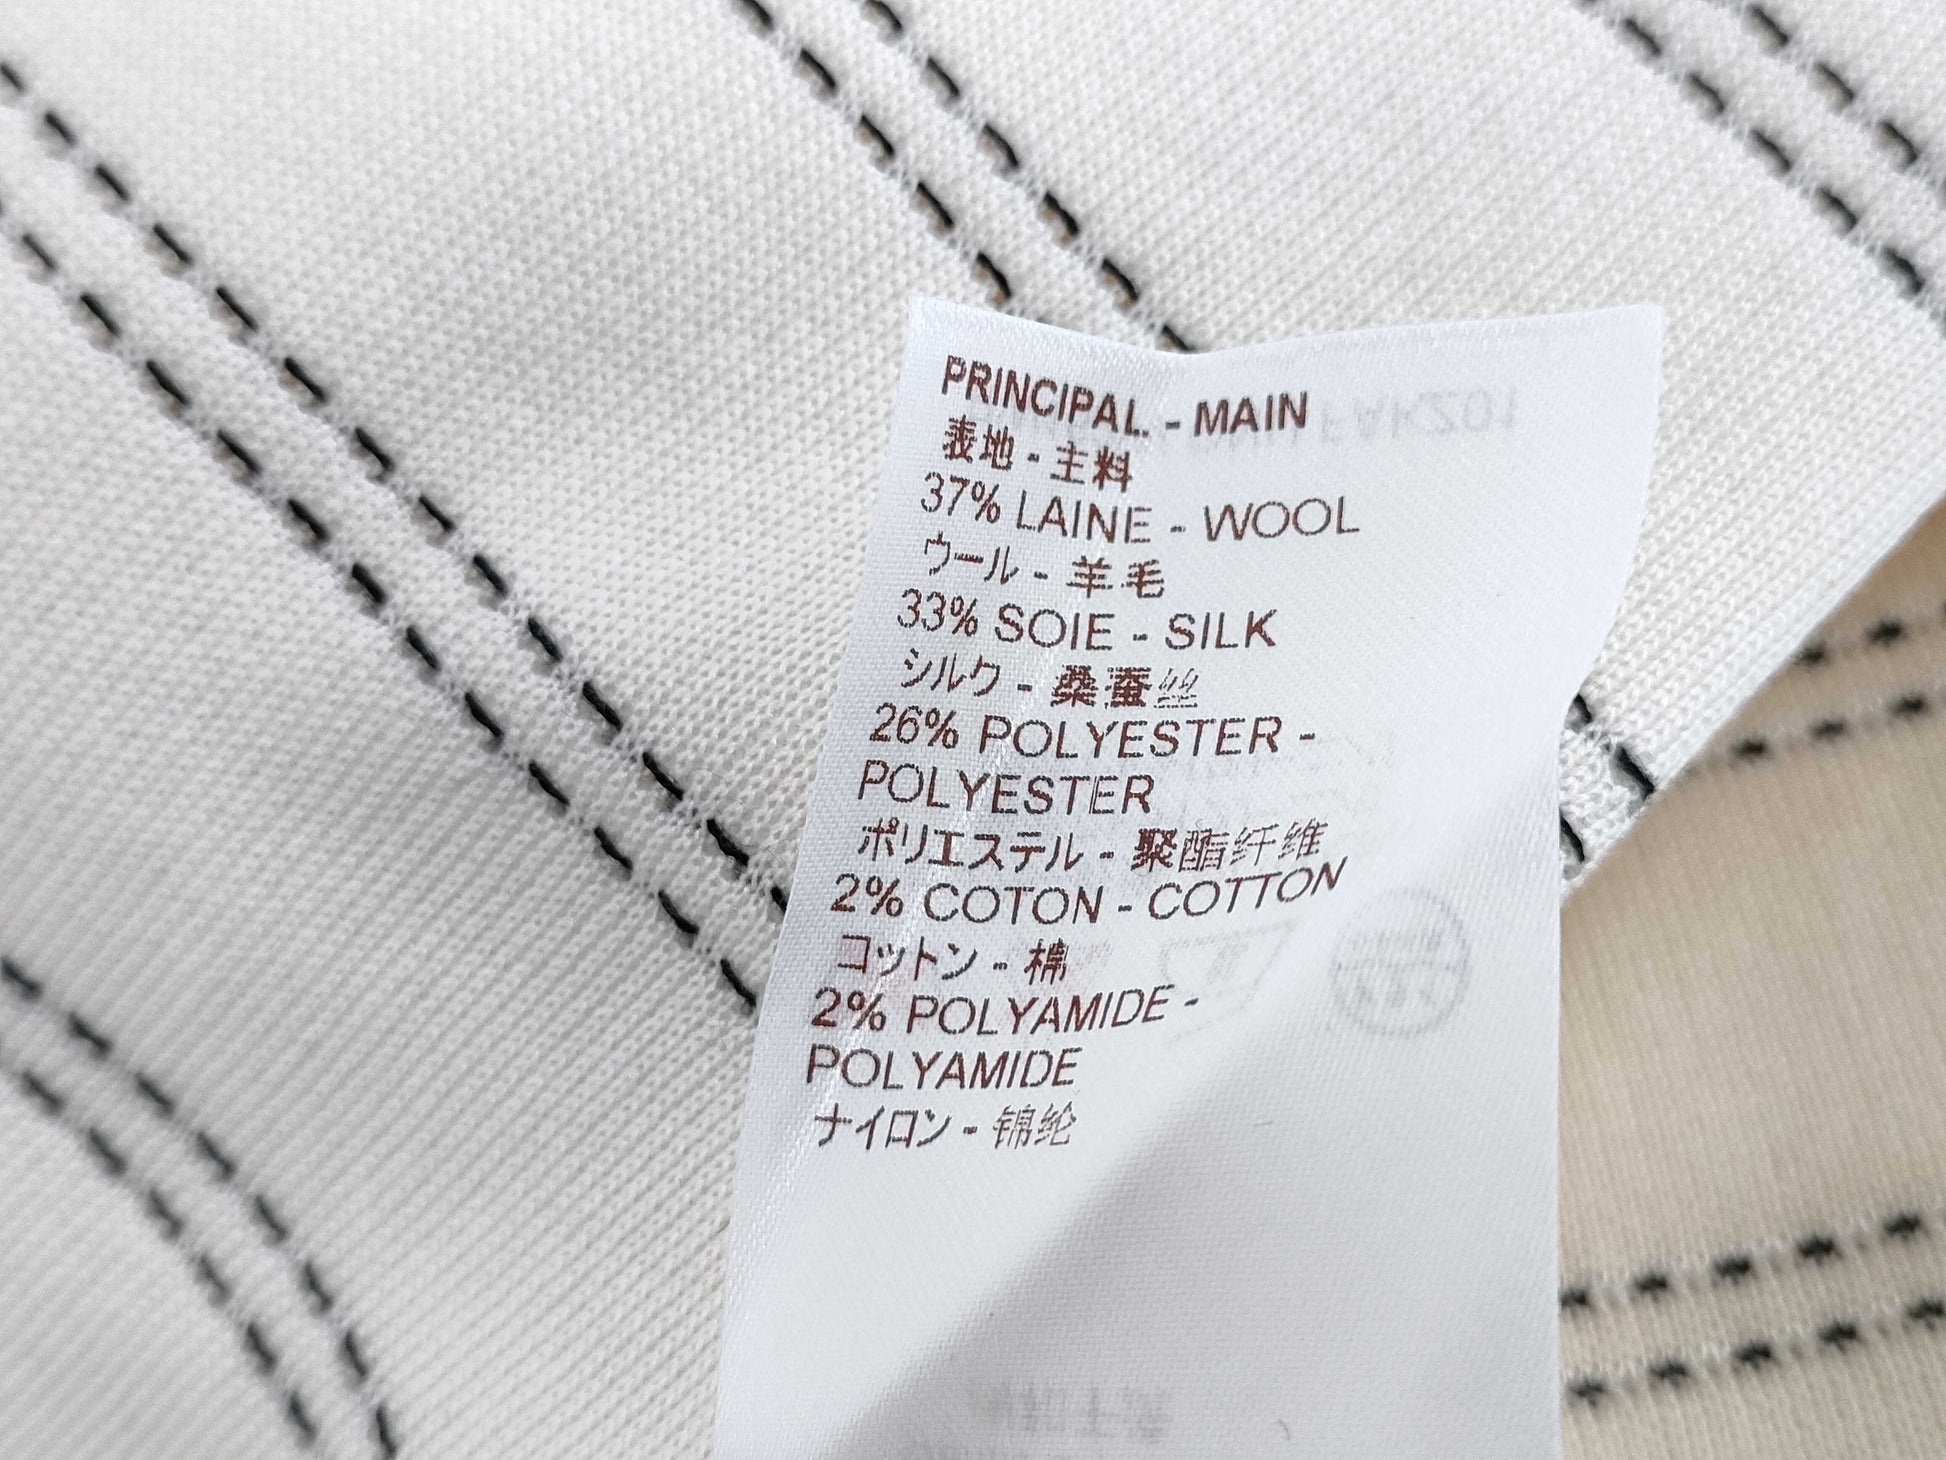 PRINCIPAL. - MAIN
表地 - 主料
37% LAINE - WOOL
ウール - 羊毛
33% SOIE - SILK
シルク - 桑蚕丝
26% POLYESTER -
POLYESTER
ポリエステル - 聚酯纤维
2% COTON - COTTON
コットン - 棉
2% POLYAMIDE -
POLYAMIDE
ナイロン - 锦纶